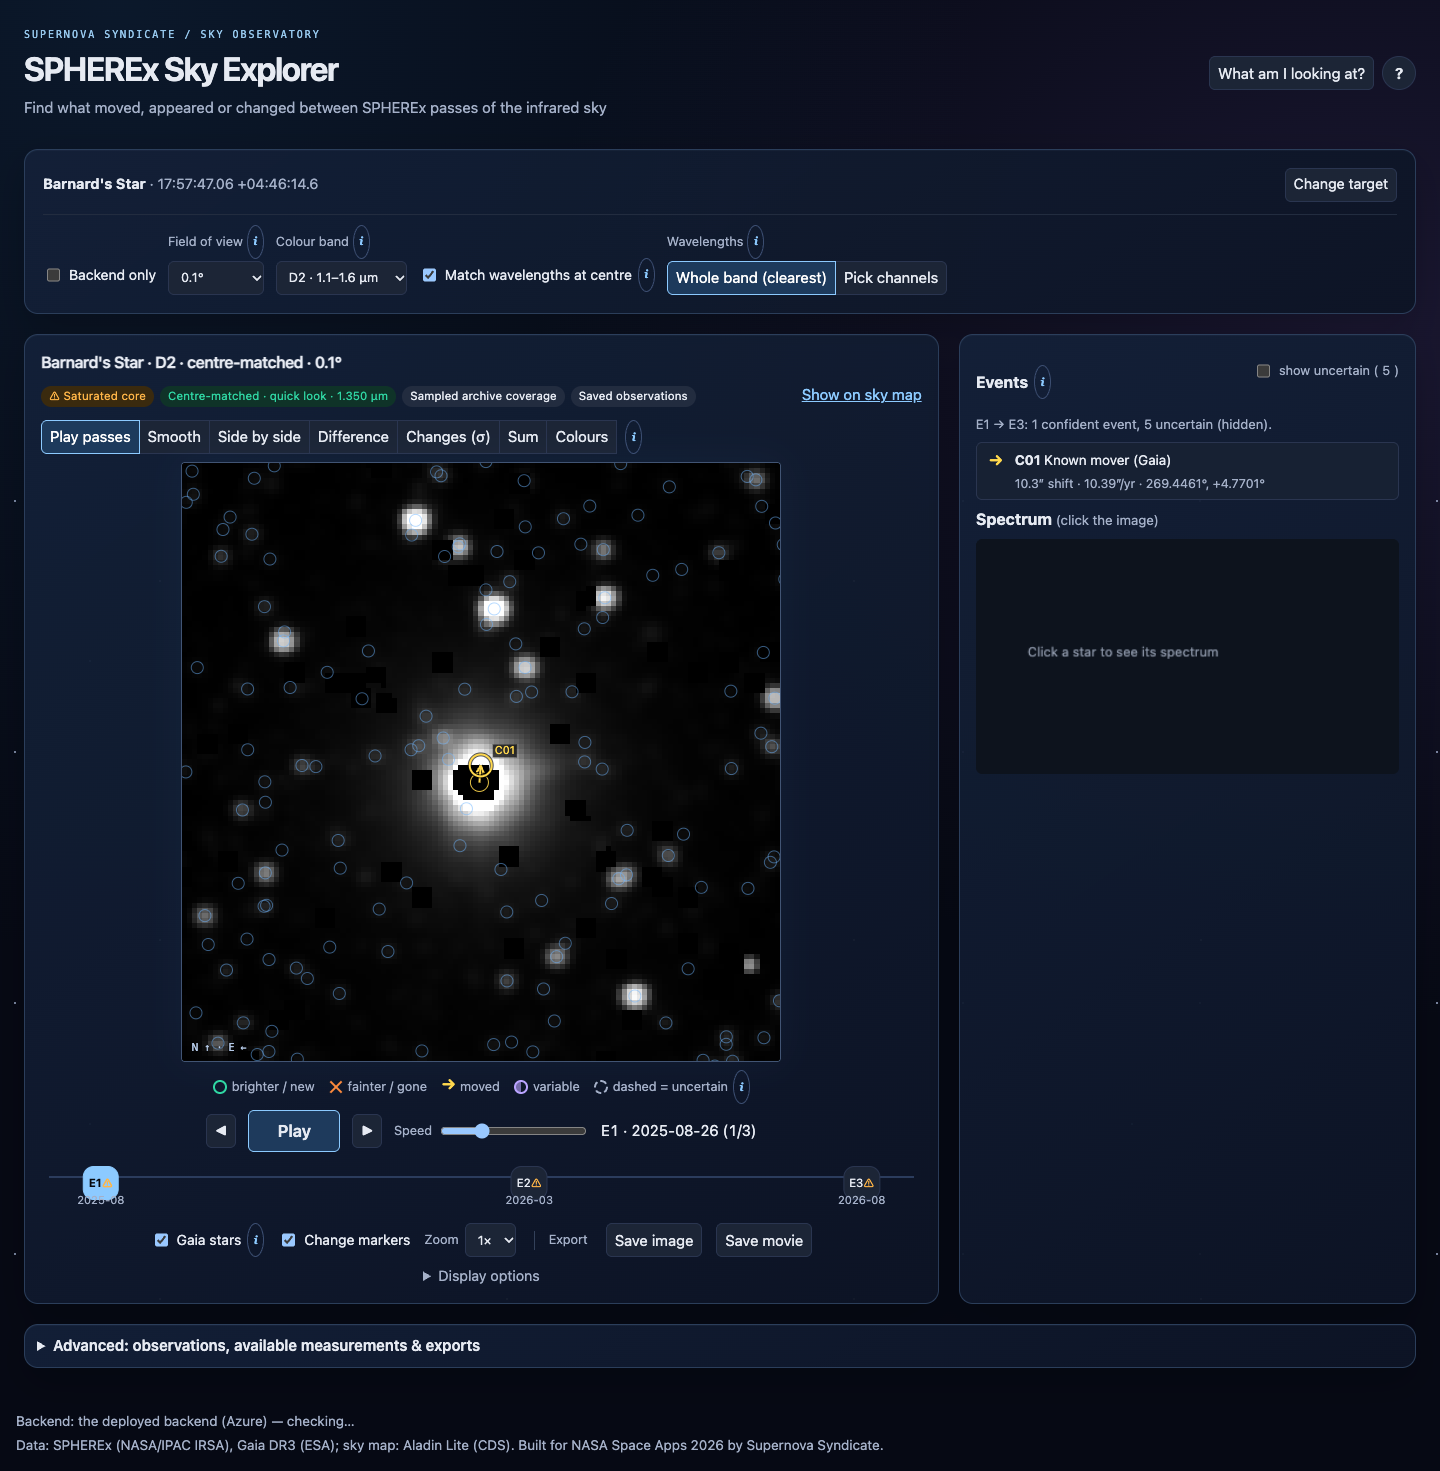 SUPERNOVA SYNDICATE / SKY OBSERVATORY
SPHEREx Sky Explorer
What am I looking at? ?
Find what moved, appeared or changed between SPHEREx passes of the infrared sky
Barnard's Star · 17:57:47.06 +04:46:14.6
Change target
Field of view i Colour band i Wavelengths i
Backend only 0.1° D2 · 1.1–1.6 μm Match wavelengths at centre i Whole band (clearest) Pick channels
Barnard's Star · D2 · centre-matched · 0.1°
⚠ Saturated core Centre-matched · quick look · 1.350 μm Sampled archive coverage Saved observations Show on sky map
Play passes Smooth Side by side Difference Changes (σ) Sum Colours i
C01
N ↑ · E ←
brighter / new fainter / gone moved variable dashed = uncertain i
◀ Play ▶ Speed E1 · 2025-08-26 (1/3)
E1⚠ E2⚠ E3⚠
2025-08 2026-03 2026-08
Gaia stars i Change markers Zoom 1× Export Save image Save movie
▶ Display options
Events i show uncertain ( 5 )
E1 → E3: 1 confident event, 5 uncertain (hidden).
→ C01 Known mover (Gaia)
10.3″ shift · 10.39″/yr · 269.4461°, +4.7701°
Spectrum (click the image)
Click a star to see its spectrum
▶ Advanced: observations, available measurements & exports
Backend: the deployed backend (Azure) — checking…
Data: SPHEREx (NASA/IPAC IRSA), Gaia DR3 (ESA); sky map: Aladin Lite (CDS). Built for NASA Space Apps 2026 by Supernova Syndicate.